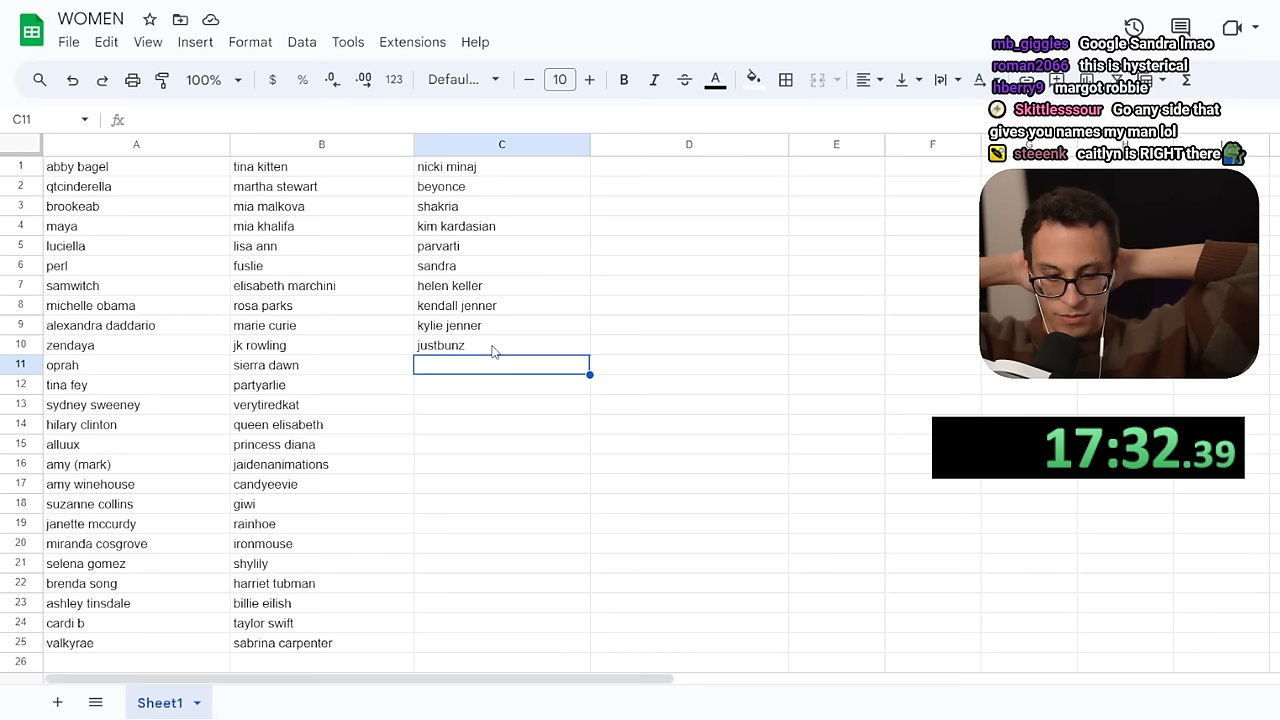 WOMEN
File Edit View Insert Format Data Tools Extensions Help
100% $ % .0 .00 123 Defaul... 10 B I A
C11 fx
mb_giggles Google Sandra lmao
roman2066 this is hysterical
hberry9 margot robbie
Skittlesssour Go any side that
gives you names my man lol
steeenk caitlyn is RIGHT there
A B C D E F
1 abby bagel tina kitten nicki minaj
2 qtcinderella martha stewart beyonce
3 brookeab mia malkova shakria
4 maya mia khalifa kim kardasian
5 luciella lisa ann parvarti
6 perl fuslie sandra
7 samwitch elisabeth marchini helen keller
8 michelle obama rosa parks kendall jenner
9 alexandra daddario marie curie kylie jenner
10 zendaya jk rowling justbunz
11 oprah sierra dawn
12 tina fey partyarlie
13 sydney sweeney verytiredkat
14 hilary clinton queen elisabeth
15 alluux princess diana
16 amy (mark) jaidenanimations
17 amy winehouse candyeevie
18 suzanne collins giwi
19 janette mccurdy rainhoe
20 miranda cosgrove ironmouse
21 selena gomez shylily
22 brenda song harriet tubman
23 ashley tinsdale billie eilish
24 cardi b taylor swift
25 valkyrae sabrina carpenter
26
17:32.39
Sheet1